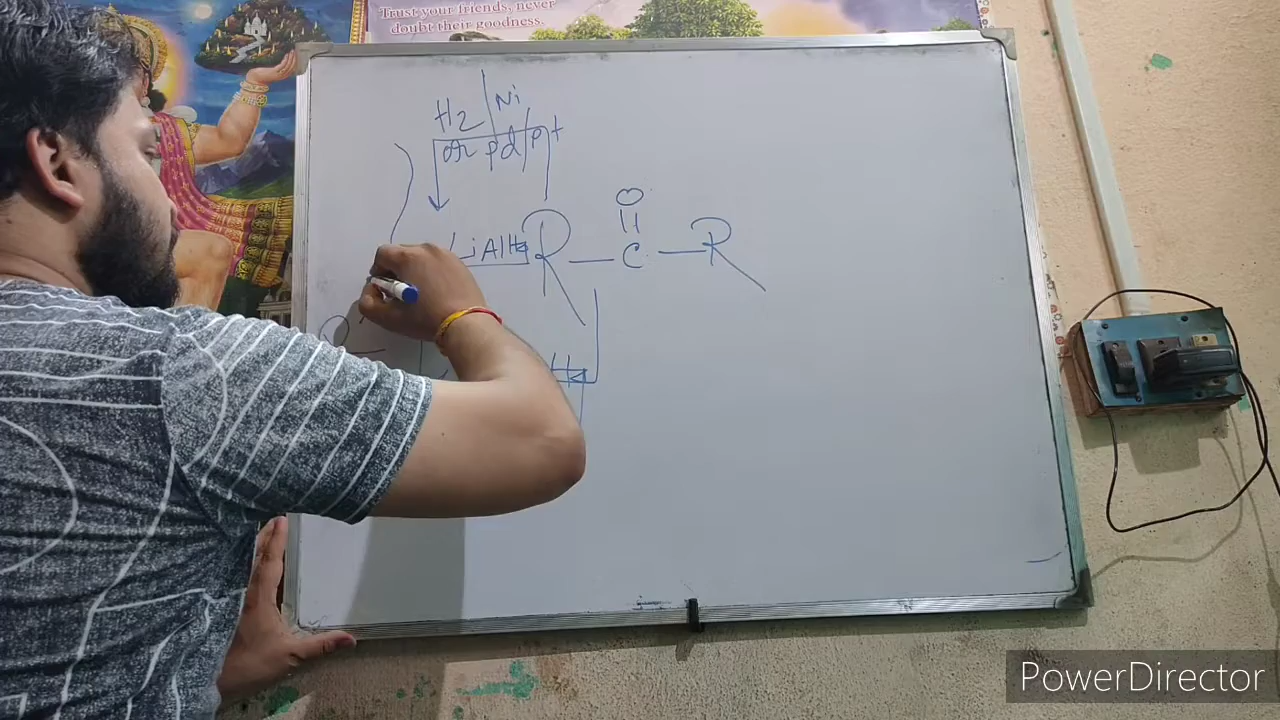 Trust your friends, never
doubt their goodness.
H2 Ni
or Pd/Pt
LiAlH4
O
R — C — R
PowerDirector